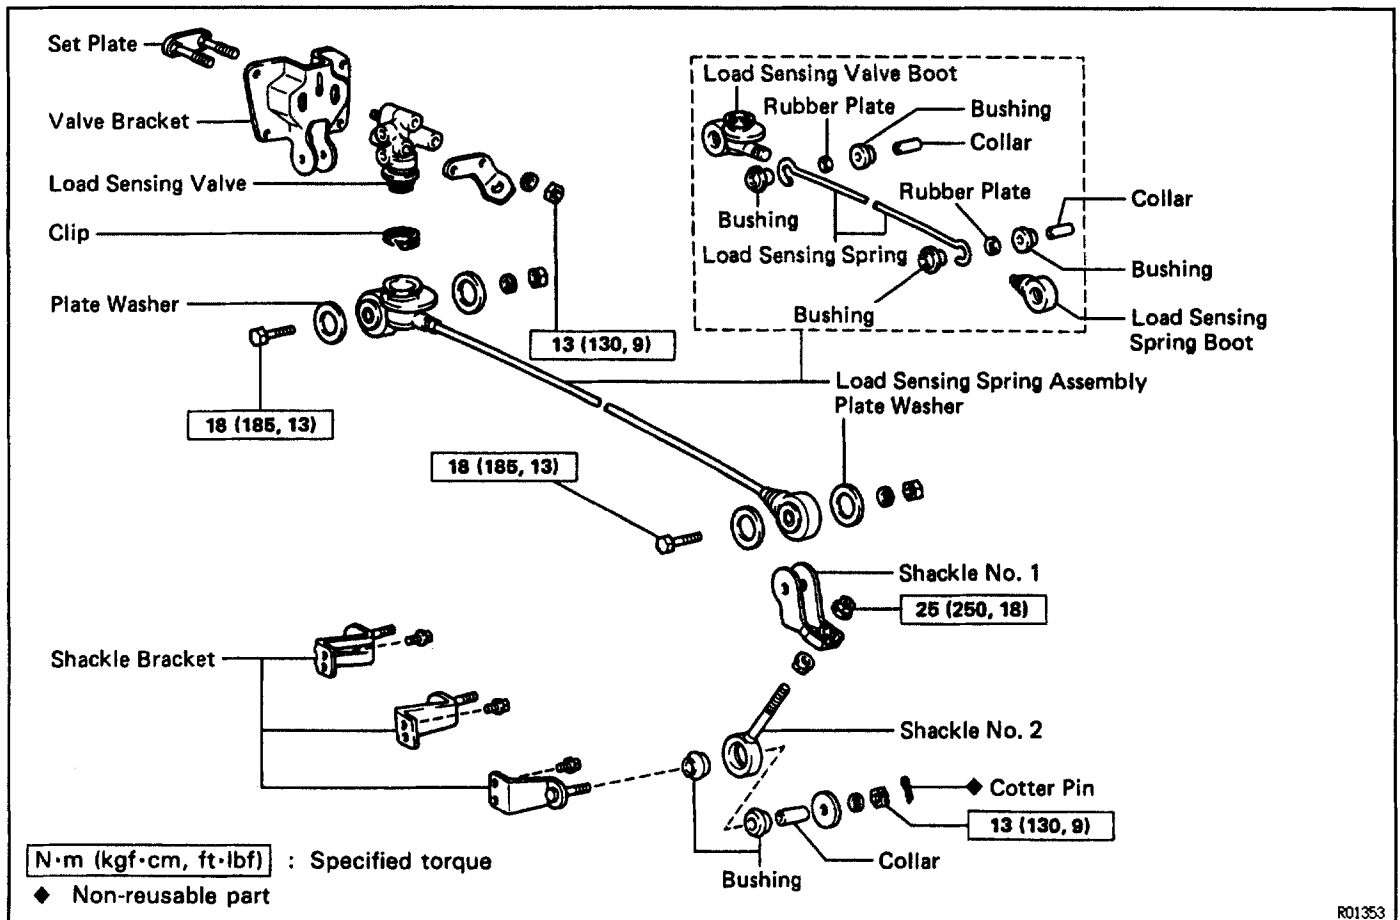 Set Plate
Valve Bracket
Load Sensing Valve
Clip
Plate Washer
18 (185, 13)
13 (130, 9)
Load Sensing Valve Boot
Rubber Plate
Bushing
Collar
Bushing
Rubber Plate
Collar
Load Sensing Spring
Bushing
Bushing
Load Sensing
Spring Boot
Load Sensing Spring Assembly
Plate Washer
18 (185, 13)
Shackle No. 1
25 (250, 18)
Shackle Bracket
Shackle No. 2
◆ Cotter Pin
13 (130, 9)
Collar
Bushing
N·m (kgf·cm, ft·lbf) : Specified torque
◆ Non-reusable part
R01353